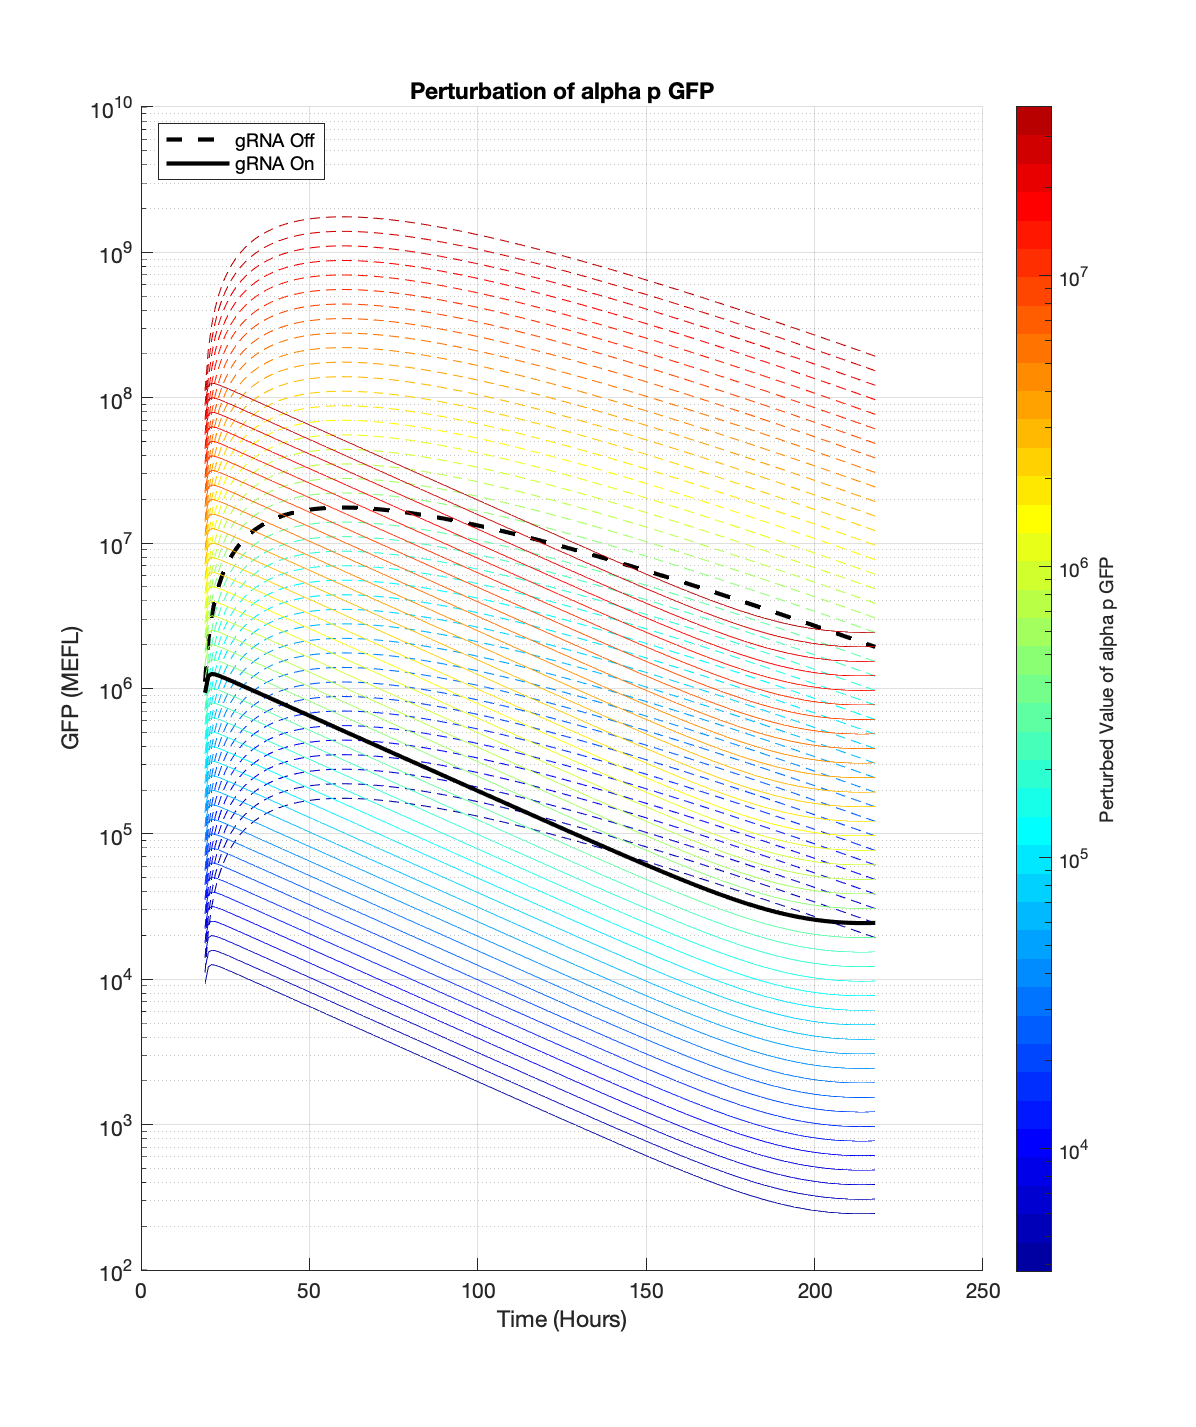 Perturbation of alpha p GFP
gRNA Off
gRNA On
10^10
10^9
10^8
10^7
10^6
10^5
10^4
10^3
10^2
GFP (MEFL)
0 50 100 150 200 250
Time (Hours)
10^7
10^6
10^5
10^4
Perturbed Value of alpha p GFP